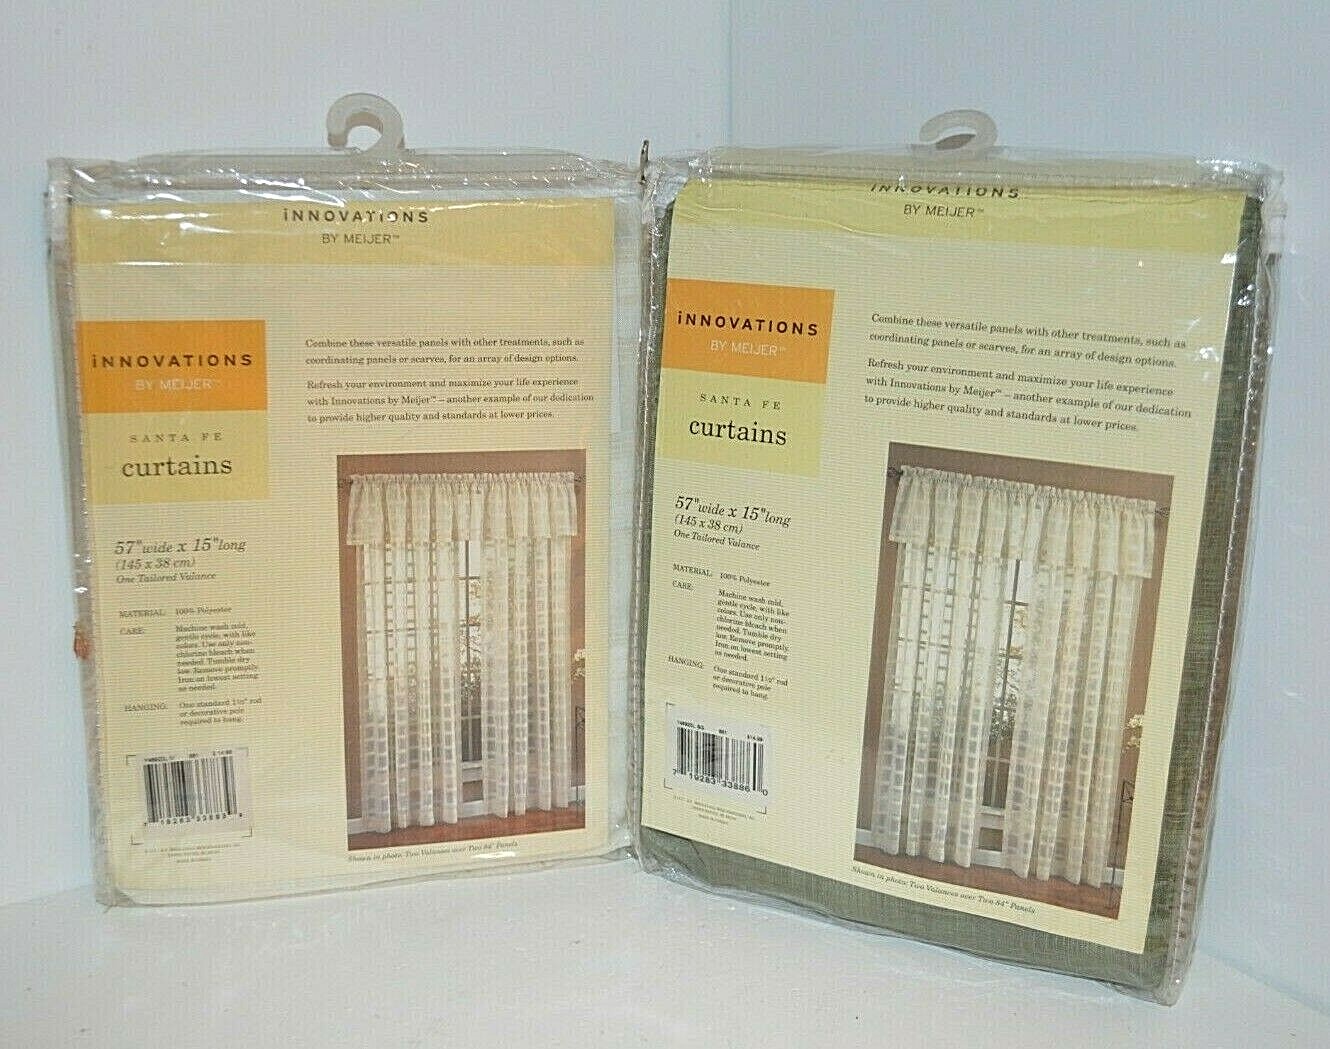 iNNOVATIONS
BY MEIJER™
iNNOVATIONS
BY MEIJER™
SANTA FE
curtains
Combine these versatile panels with other treatments, such as
coordinating panels or scarves, for an array of design options.
Refresh your environment and maximize your life experience
with Innovations by Meijer™ – another example of our dedication
to provide higher quality and standards at lower prices.
57" wide x 15" long
(145 x 38 cm)
One Tailored Valance
MATERIAL: 100% Polyester
CARE: Machine wash cold,
gentle cycle, with like
colors. Use only non-
chlorine bleach when
needed. Tumble dry
low. Remove promptly.
Iron on lowest setting
as needed.
HANGING: One standard 1½" rod
or decorative pole
required to hang.
Shown in photo: Two Valances over Two 84" Panels
iNNOVATIONS
BY MEIJER™
iNNOVATIONS
BY MEIJER™
SANTA FE
curtains
Combine these versatile panels with other treatments, such as
coordinating panels or scarves, for an array of design options.
Refresh your environment and maximize your life experience
with Innovations by Meijer™ – another example of our dedication
to provide higher quality and standards at lower prices.
57" wide x 15" long
(145 x 38 cm)
One Tailored Valance
MATERIAL: 100% Polyester
CARE: Machine wash cold,
gentle cycle, with like
colors. Use only non-
chlorine bleach when
needed. Tumble dry
low. Remove promptly.
Iron on lowest setting
as needed.
HANGING: One standard 1½" rod
or decorative pole
required to hang.
7 19283 33886 0
Shown in photo: Two Valances over Two 84" Panels